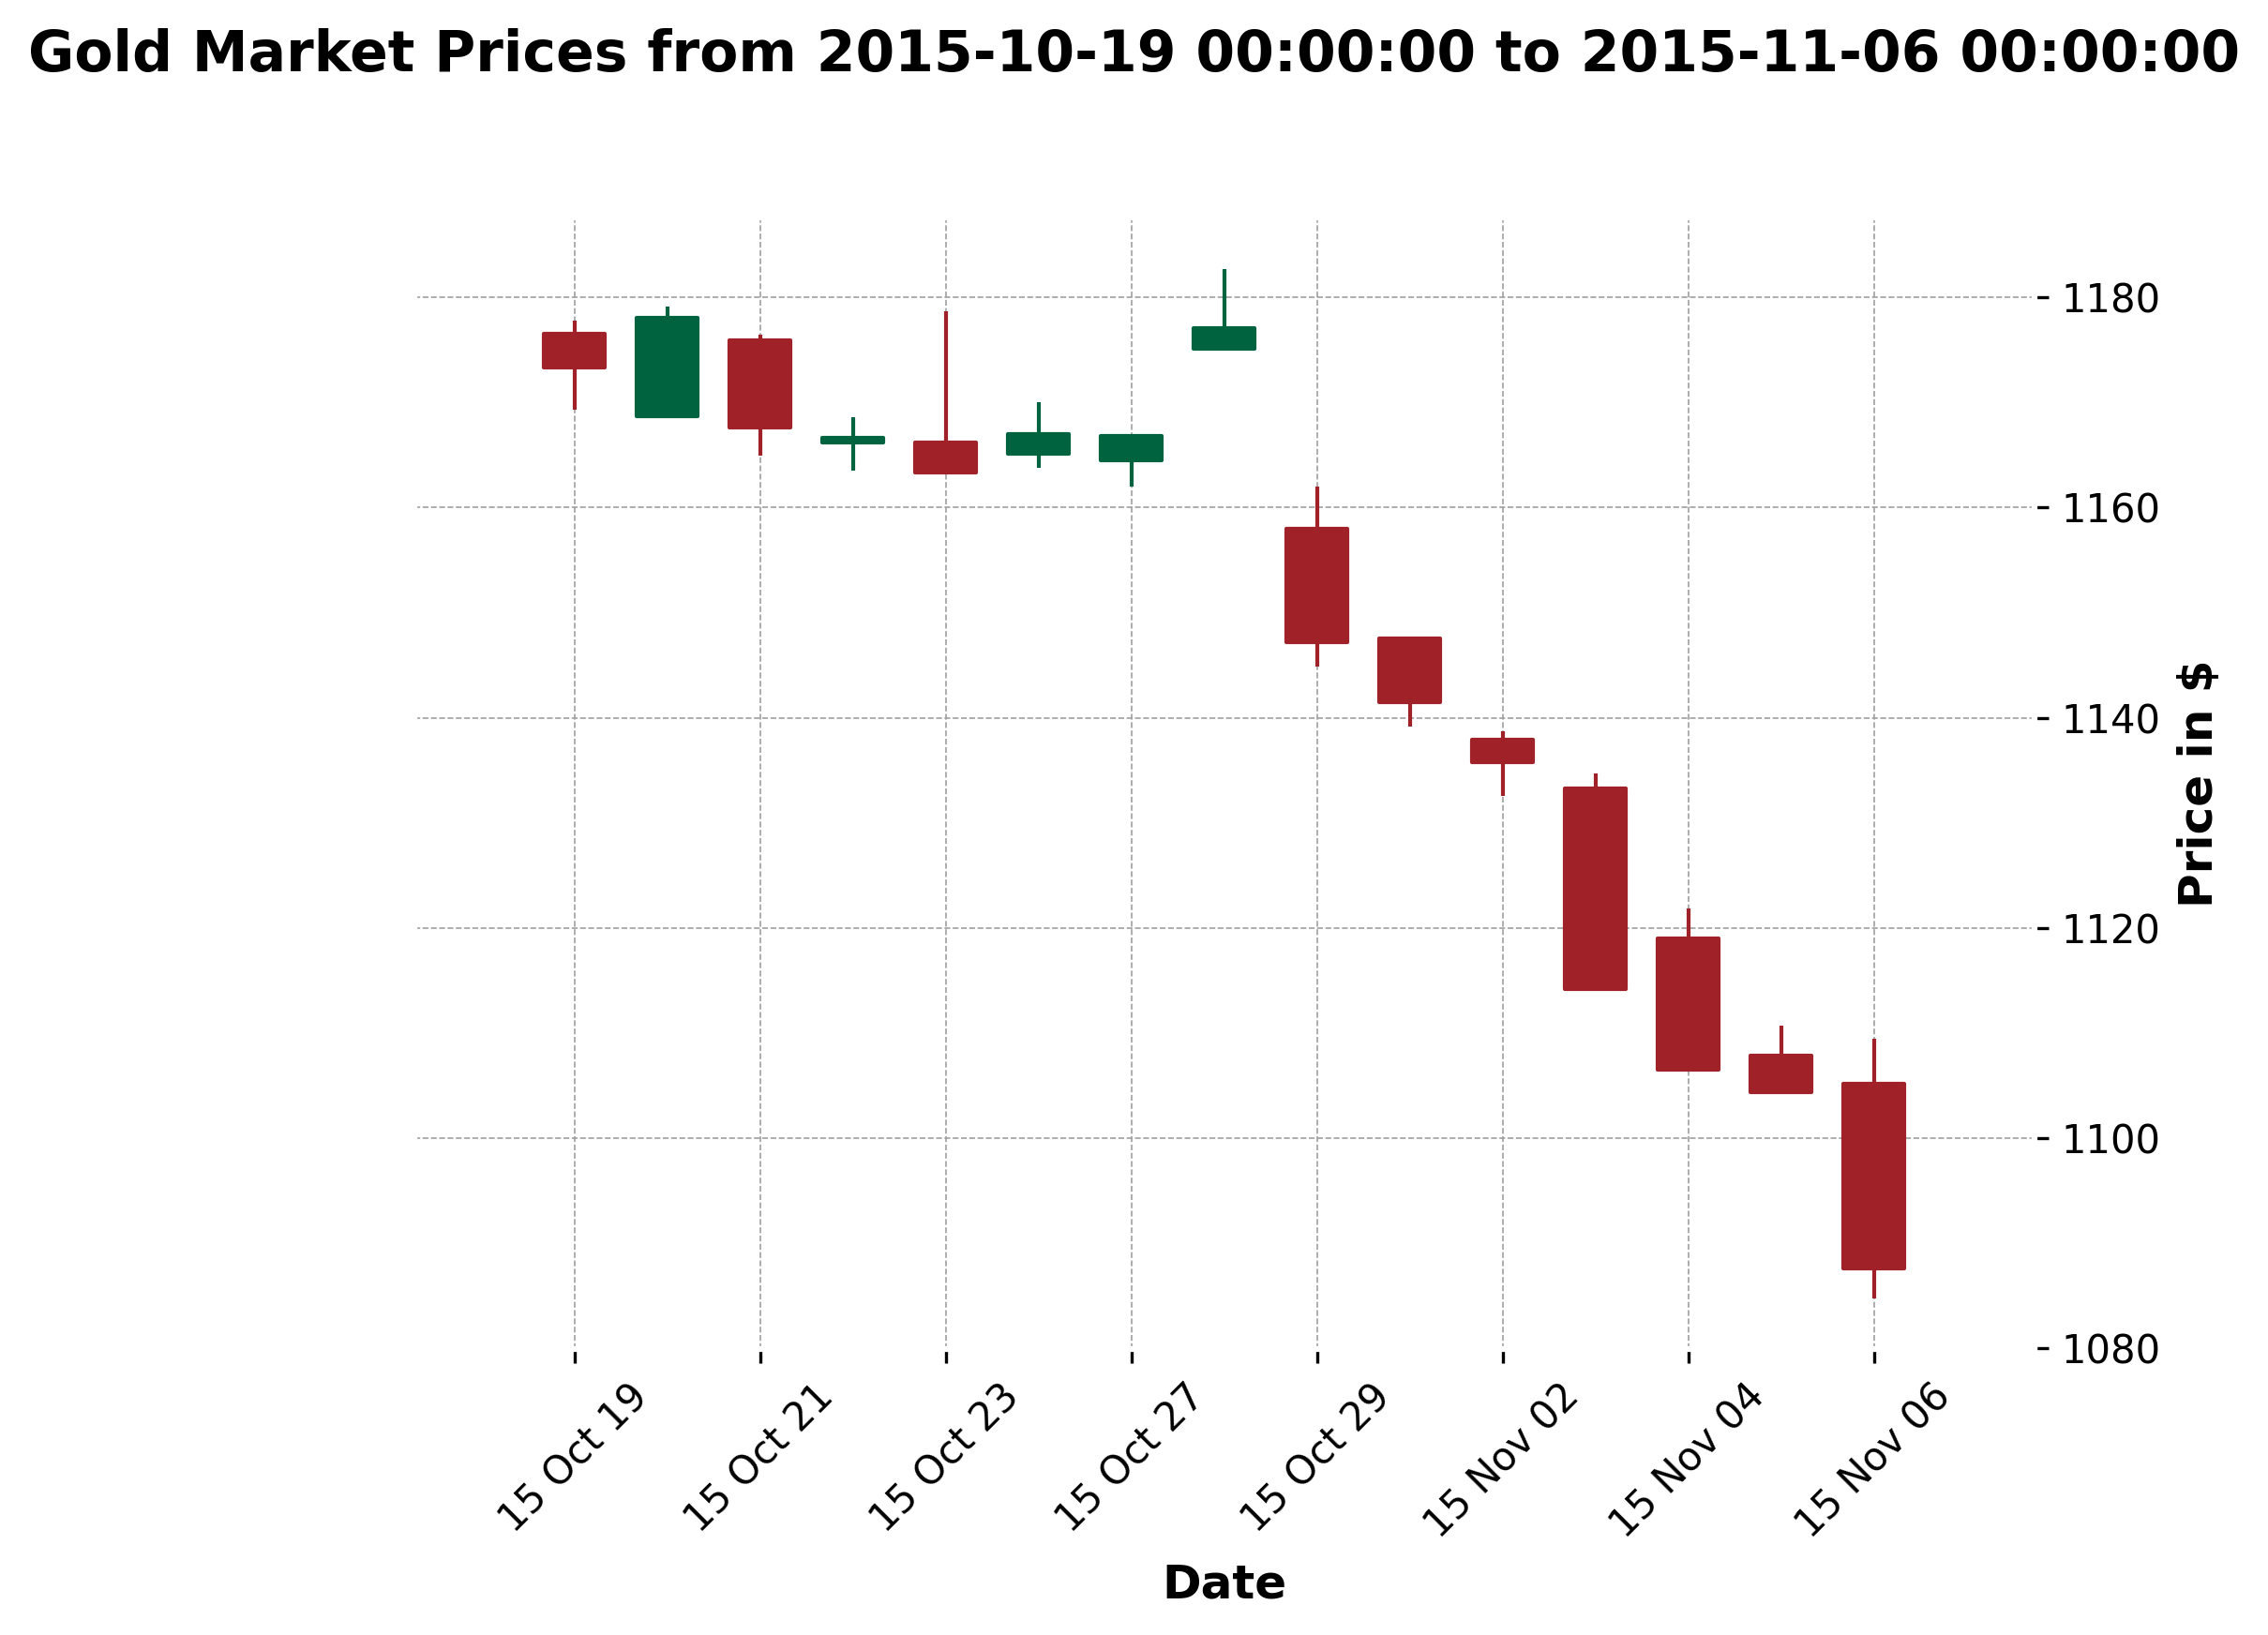 Gold Market Prices from 2015-10-19 00:00:00 to 2015-11-06 00:00:00
1180
1160
1140
1120
1100
1080
Price in $
15 Oct 19
15 Oct 21
15 Oct 23
15 Oct 27
15 Oct 29
15 Nov 02
15 Nov 04
15 Nov 06
Date